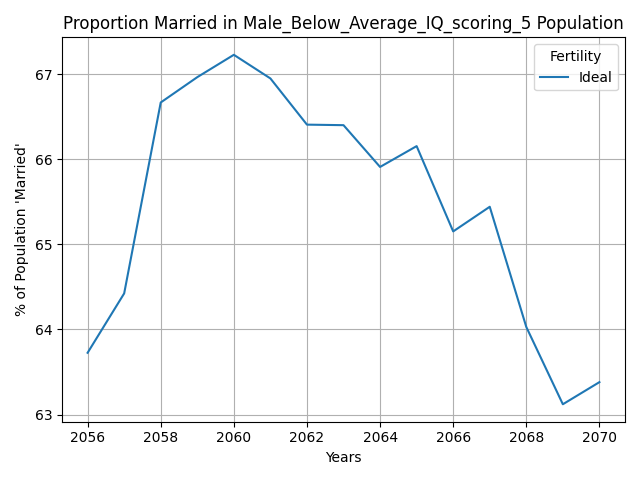 Proportion Married in Male_Below_Average_IQ_scoring_5 Population
Fertility
Ideal
% of Population 'Married'
67
66
65
64
63
2056 2058 2060 2062 2064 2066 2068 2070
Years